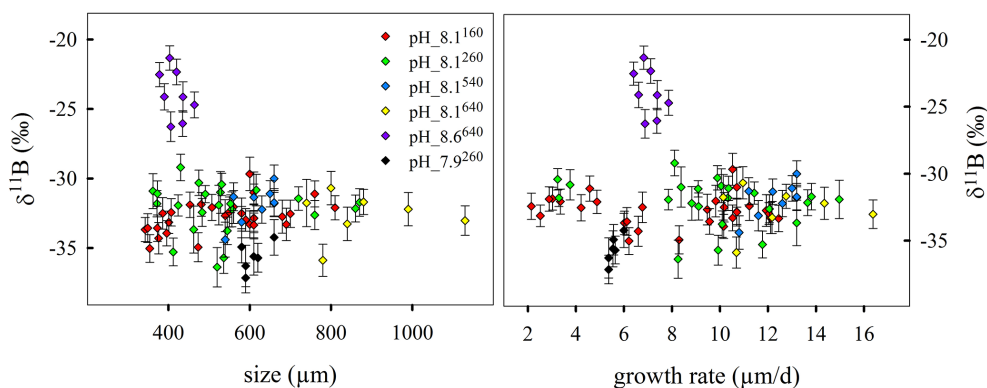 -20
-25
-30
-35
δ¹¹B (‰)
400 600 800 1000
size (µm)
pH_8.1¹⁶⁰
pH_8.1²⁶⁰
pH_8.1⁵⁴⁰
pH_8.1⁶⁴⁰
pH_8.6⁶⁴⁰
pH_7.9²⁶⁰
2 4 6 8 10 12 14 16
growth rate (µm/d)
-20
-25
-30
-35
δ¹¹B (‰)